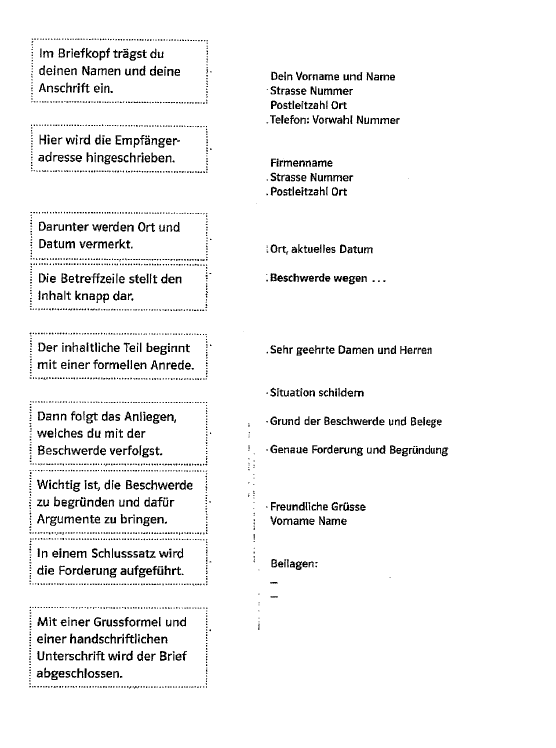 Im Briefkopf trägst du
deinen Namen und deine
Anschrift ein.
Hier wird die Empfänger-
adresse hingeschrieben.
Darunter werden Ort und
Datum vermerkt.
Die Betreffzeile stellt den
Inhalt knapp dar.
Der inhaltliche Teil beginnt
mit einer formellen Anrede.
Dann folgt das Anliegen,
welches du mit der
Beschwerde verfolgst.
Wichtig ist, die Beschwerde
zu begründen und dafür
Argumente zu bringen.
In einem Schlusssatz wird
die Forderung aufgeführt.
Mit einer Grussformel und
einer handschriftlichen
Unterschrift wird der Brief
abgeschlossen.
Dein Vorname und Name
Strasse Nummer
Postleitzahl Ort
Telefon: Vorwahl Nummer
Firmenname
Strasse Nummer
Postleitzahl Ort
Ort, aktuelles Datum
Beschwerde wegen ...
Sehr geehrte Damen und Herren
Situation schildern
Grund der Beschwerde und Belege
Genaue Forderung und Begründung
Freundliche Grüsse
Vorname Name
Beilagen:
–
–